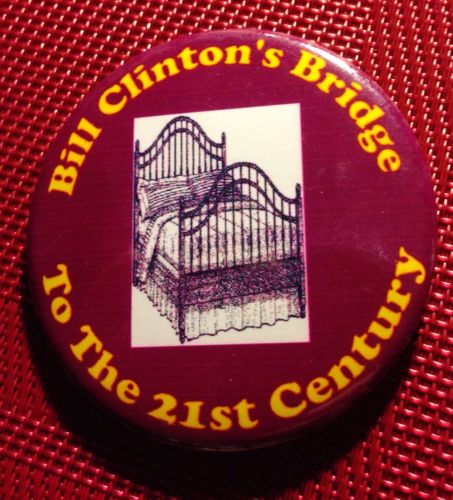 Bill Clinton's Bridge
To The 21st Century